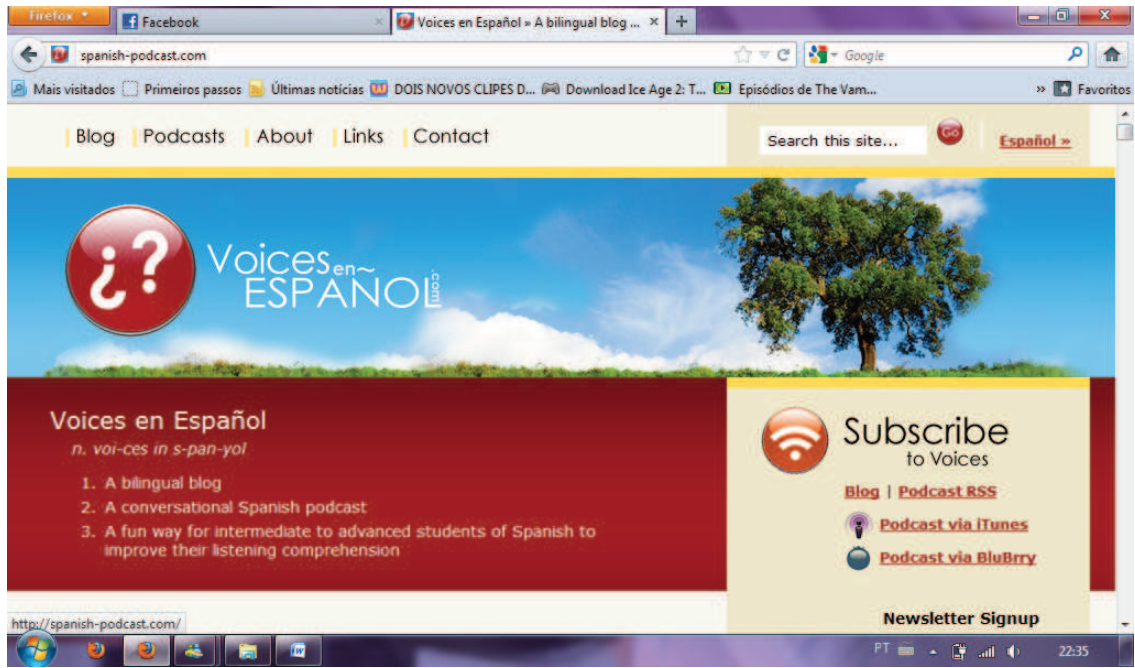 Firefox
Facebook
Voices en Español » A bilingual blog ...
spanish-podcast.com
Google
Mais visitados
Primeiros passos
Últimas notícias
DOIS NOVOS CLIPES D...
Download Ice Age 2: T...
Episódios de The Vam...
»
Favoritos
Blog
Podcasts
About
Links
Contact
Search this site...
Go
Español »
¿?
Voices en
ESPAÑOL.com
Voices en Español
n. voi-ces in s-pan-yol
1. A bilingual blog
2. A conversational Spanish podcast
3. A fun way for intermediate to advanced students of Spanish to
improve their listening comprehension
Subscribe
to Voices
Blog | Podcast RSS
Podcast via iTunes
Podcast via BluBrry
Newsletter Signup
http://spanish-podcast.com/
PT
22:35